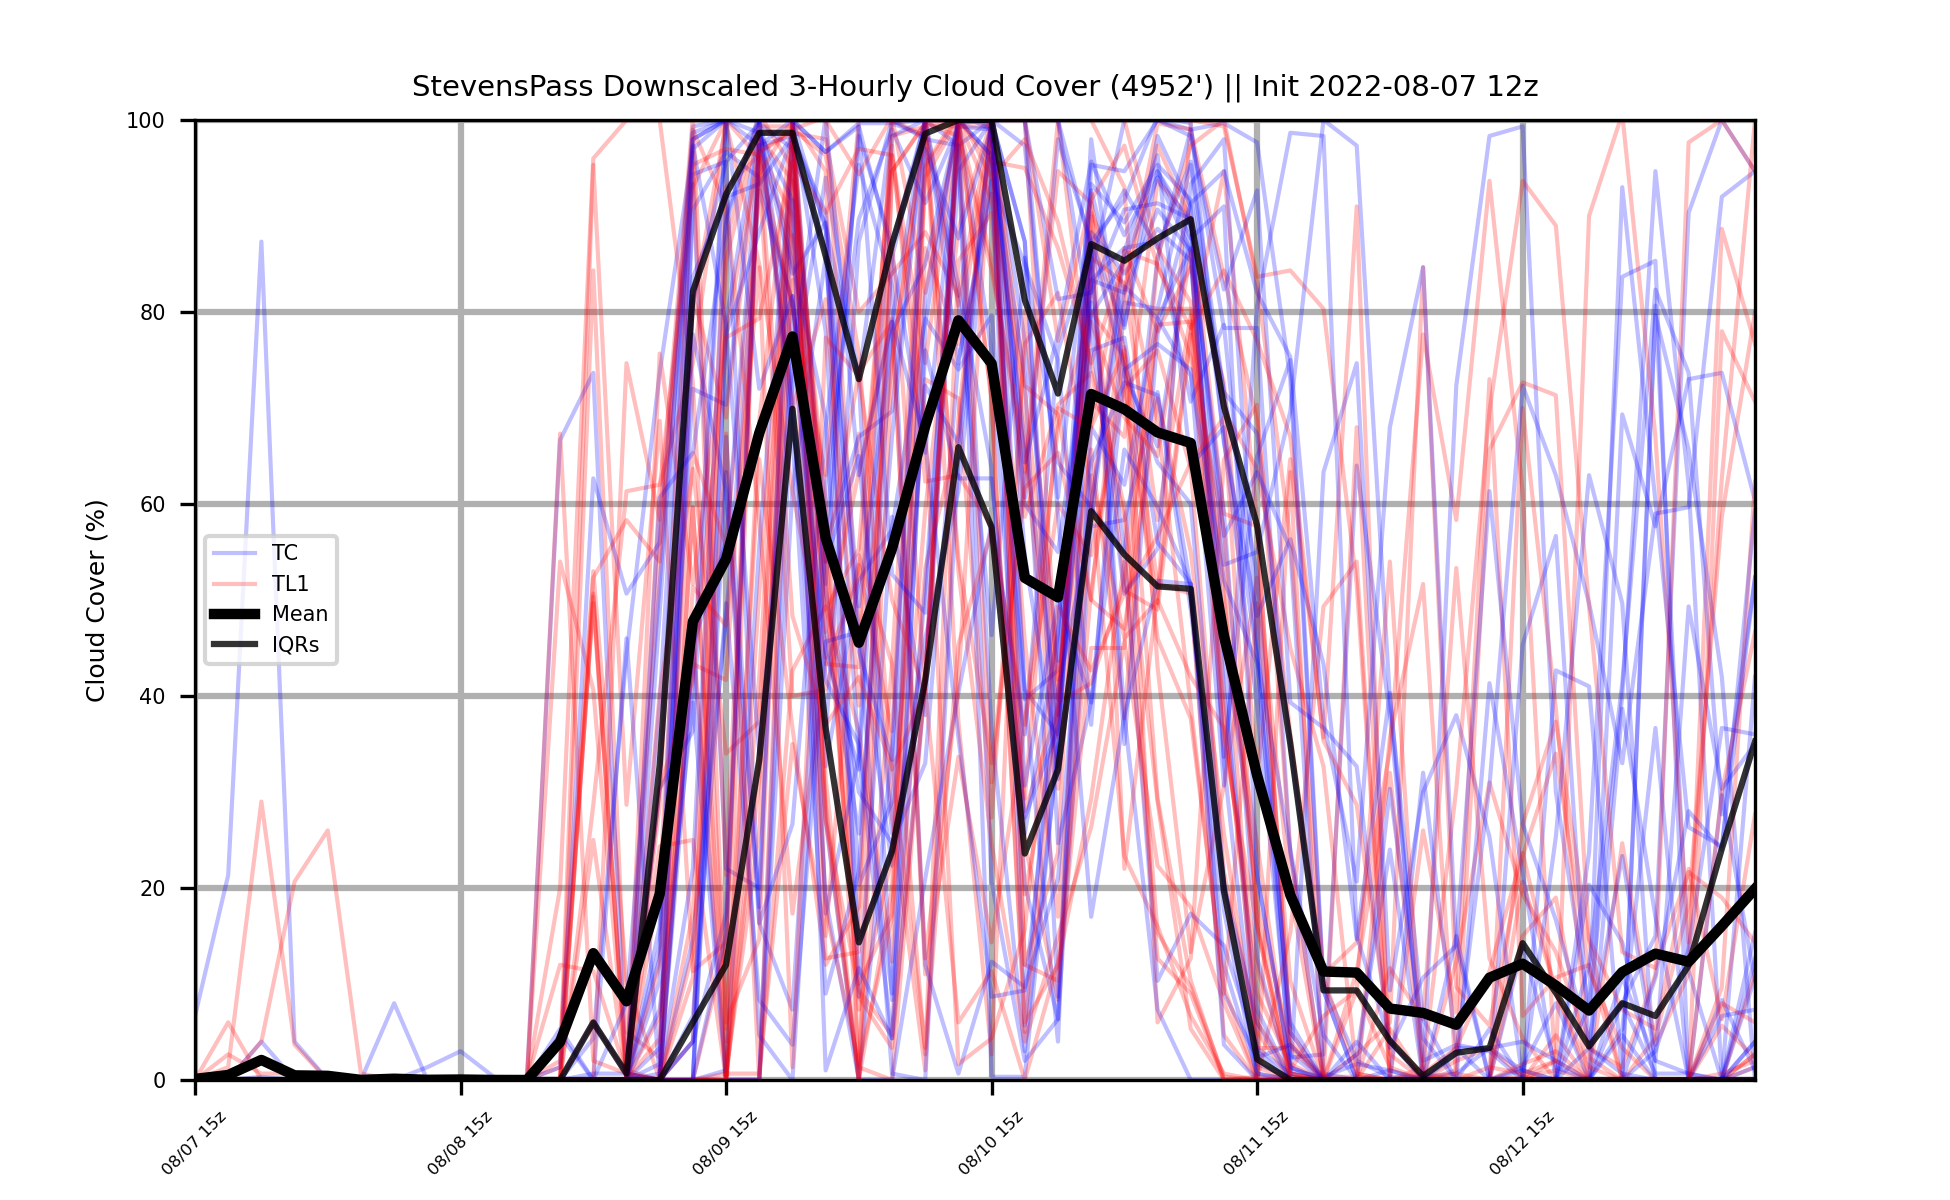 StevensPass Downscaled 3-Hourly Cloud Cover (4952') || Init 2022-08-07 12z
Cloud Cover (%)
100
80
60
40
20
0
TC
TL1
Mean
IQRs
08/07 15z
08/08 15z
08/09 15z
08/10 15z
08/11 15z
08/12 15z